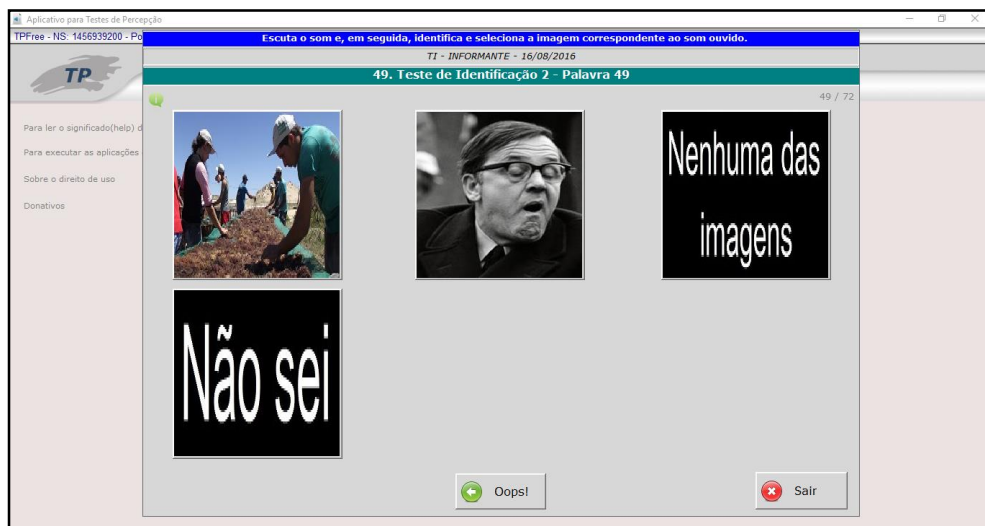 Aplicativo para Testes de Percepção
TPFree - NS: 1456939200 - Po
Escuta o som e, em seguida, identifica e seleciona a imagem correspondente ao som ouvido.
TI - INFORMANTE - 16/08/2016
TP
49. Teste de Identificação 2 - Palavra 49
49 / 72
Para ler o significado(help) d
Para executar as aplicações
Sobre o direito de uso
Donativos
Nenhuma das
imagens
Não sei
Oops!
Sair